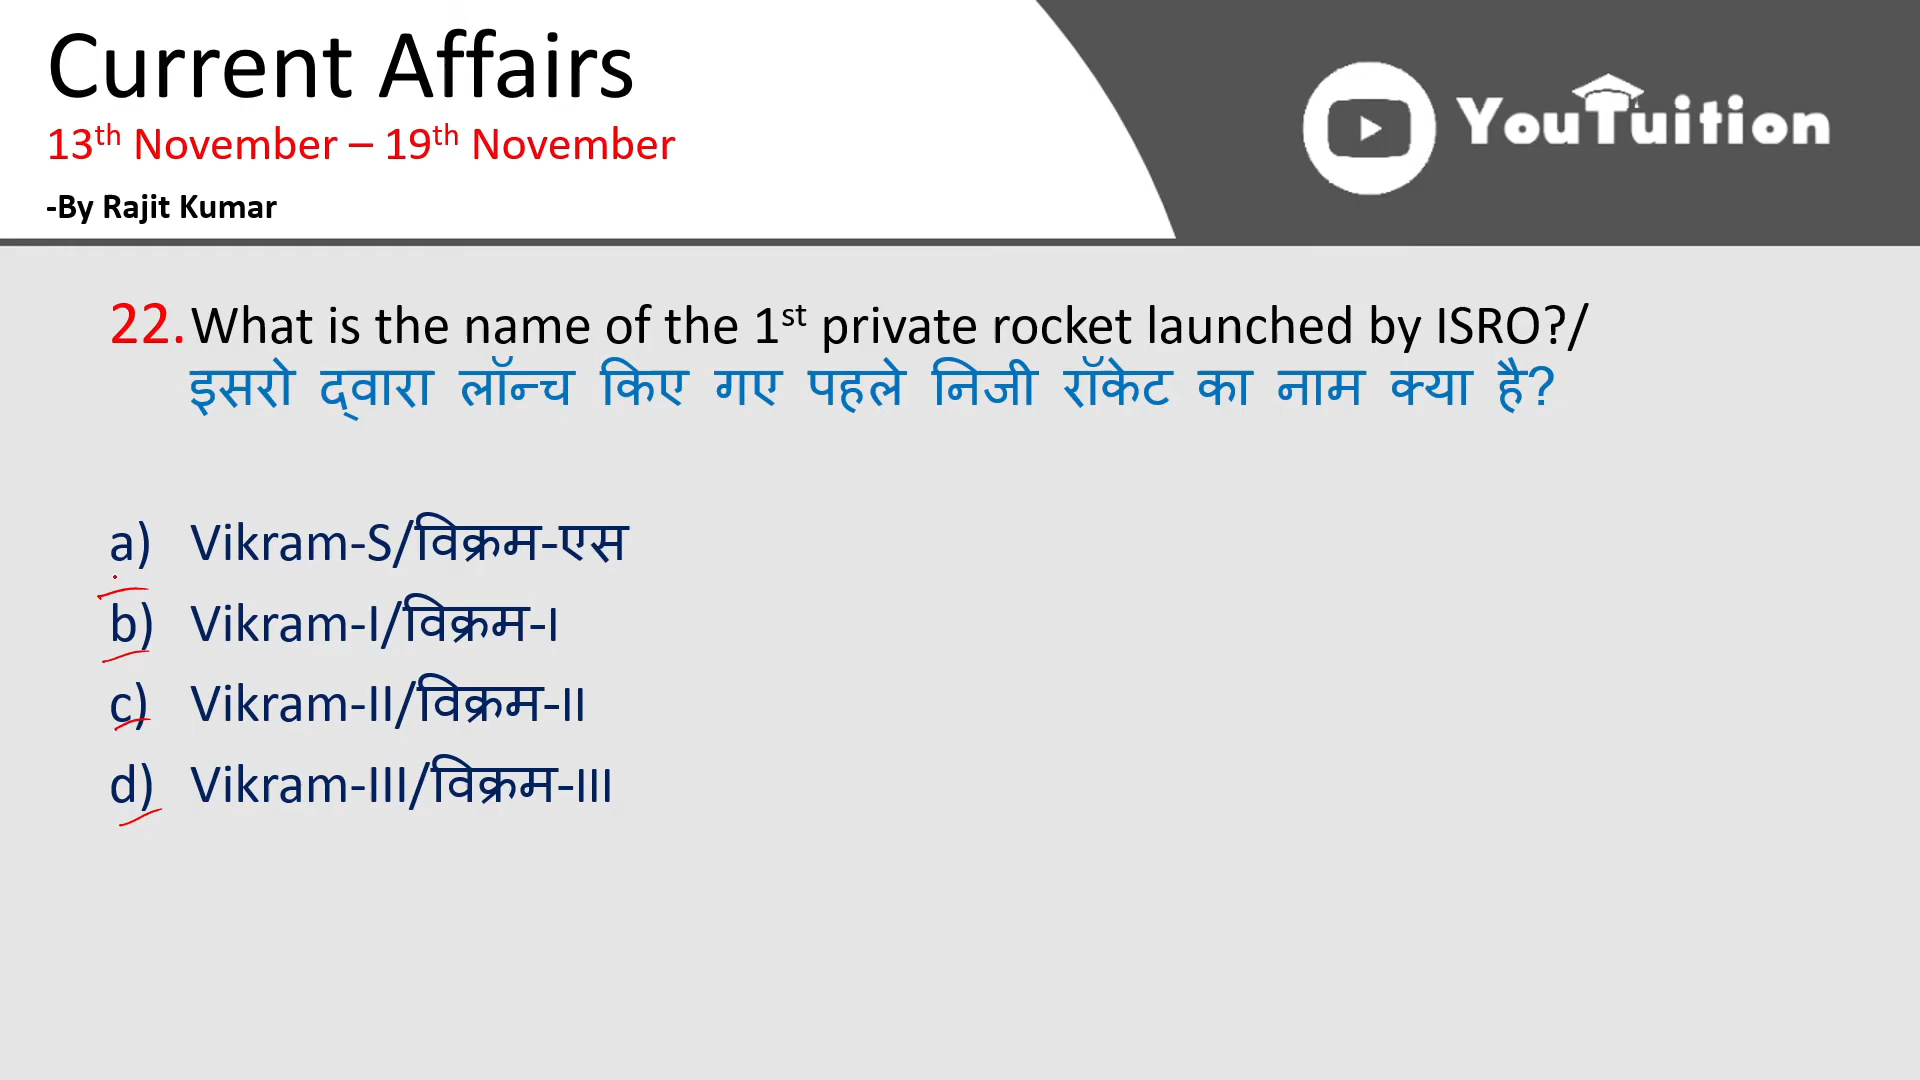 Current Affairs
13th November – 19th November
-By Rajit Kumar
YouTuition
22. What is the name of the 1st private rocket launched by ISRO?/
इसरो द्वारा लॉन्च किए गए पहले निजी रॉकेट का नाम क्या है?
a) Vikram-S/विक्रम-एस
b) Vikram-I/विक्रम-I
c) Vikram-II/विक्रम-II
d) Vikram-III/विक्रम-III